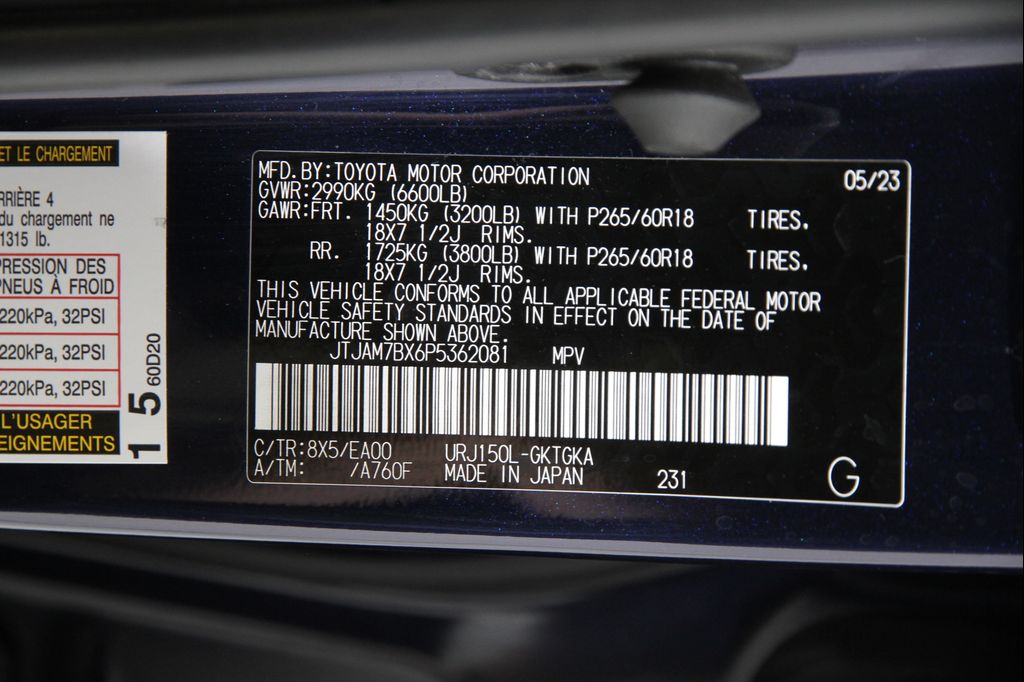 ET LE CHARGEMENT
RRIÈRE 4
du chargement ne
1315 lb.
PRESSION DES
PNEUS À FROID
220kPa, 32PSI
220kPa, 32PSI
220kPa, 32PSI
L'USAGER
EIGNEMENTS
15 60D20
MFD.BY:TOYOTA MOTOR CORPORATION 05/23
GVWR:2990KG (6600LB)
GAWR:FRT. 1450KG (3200LB) WITH P265/60R18 TIRES.
18X7 1/2J RIMS.
RR. 1725KG (3800LB) WITH P265/60R18 TIRES.
18X7 1/2J RIMS.
THIS VEHICLE CONFORMS TO ALL APPLICABLE FEDERAL MOTOR
VEHICLE SAFETY STANDARDS IN EFFECT ON THE DATE OF
MANUFACTURE SHOWN ABOVE.
JTJAM7BX6P5362081 MPV
C/TR:8X5/EA00 URJ150L-GKTGKA
A/TM: /A760F MADE IN JAPAN 231 G